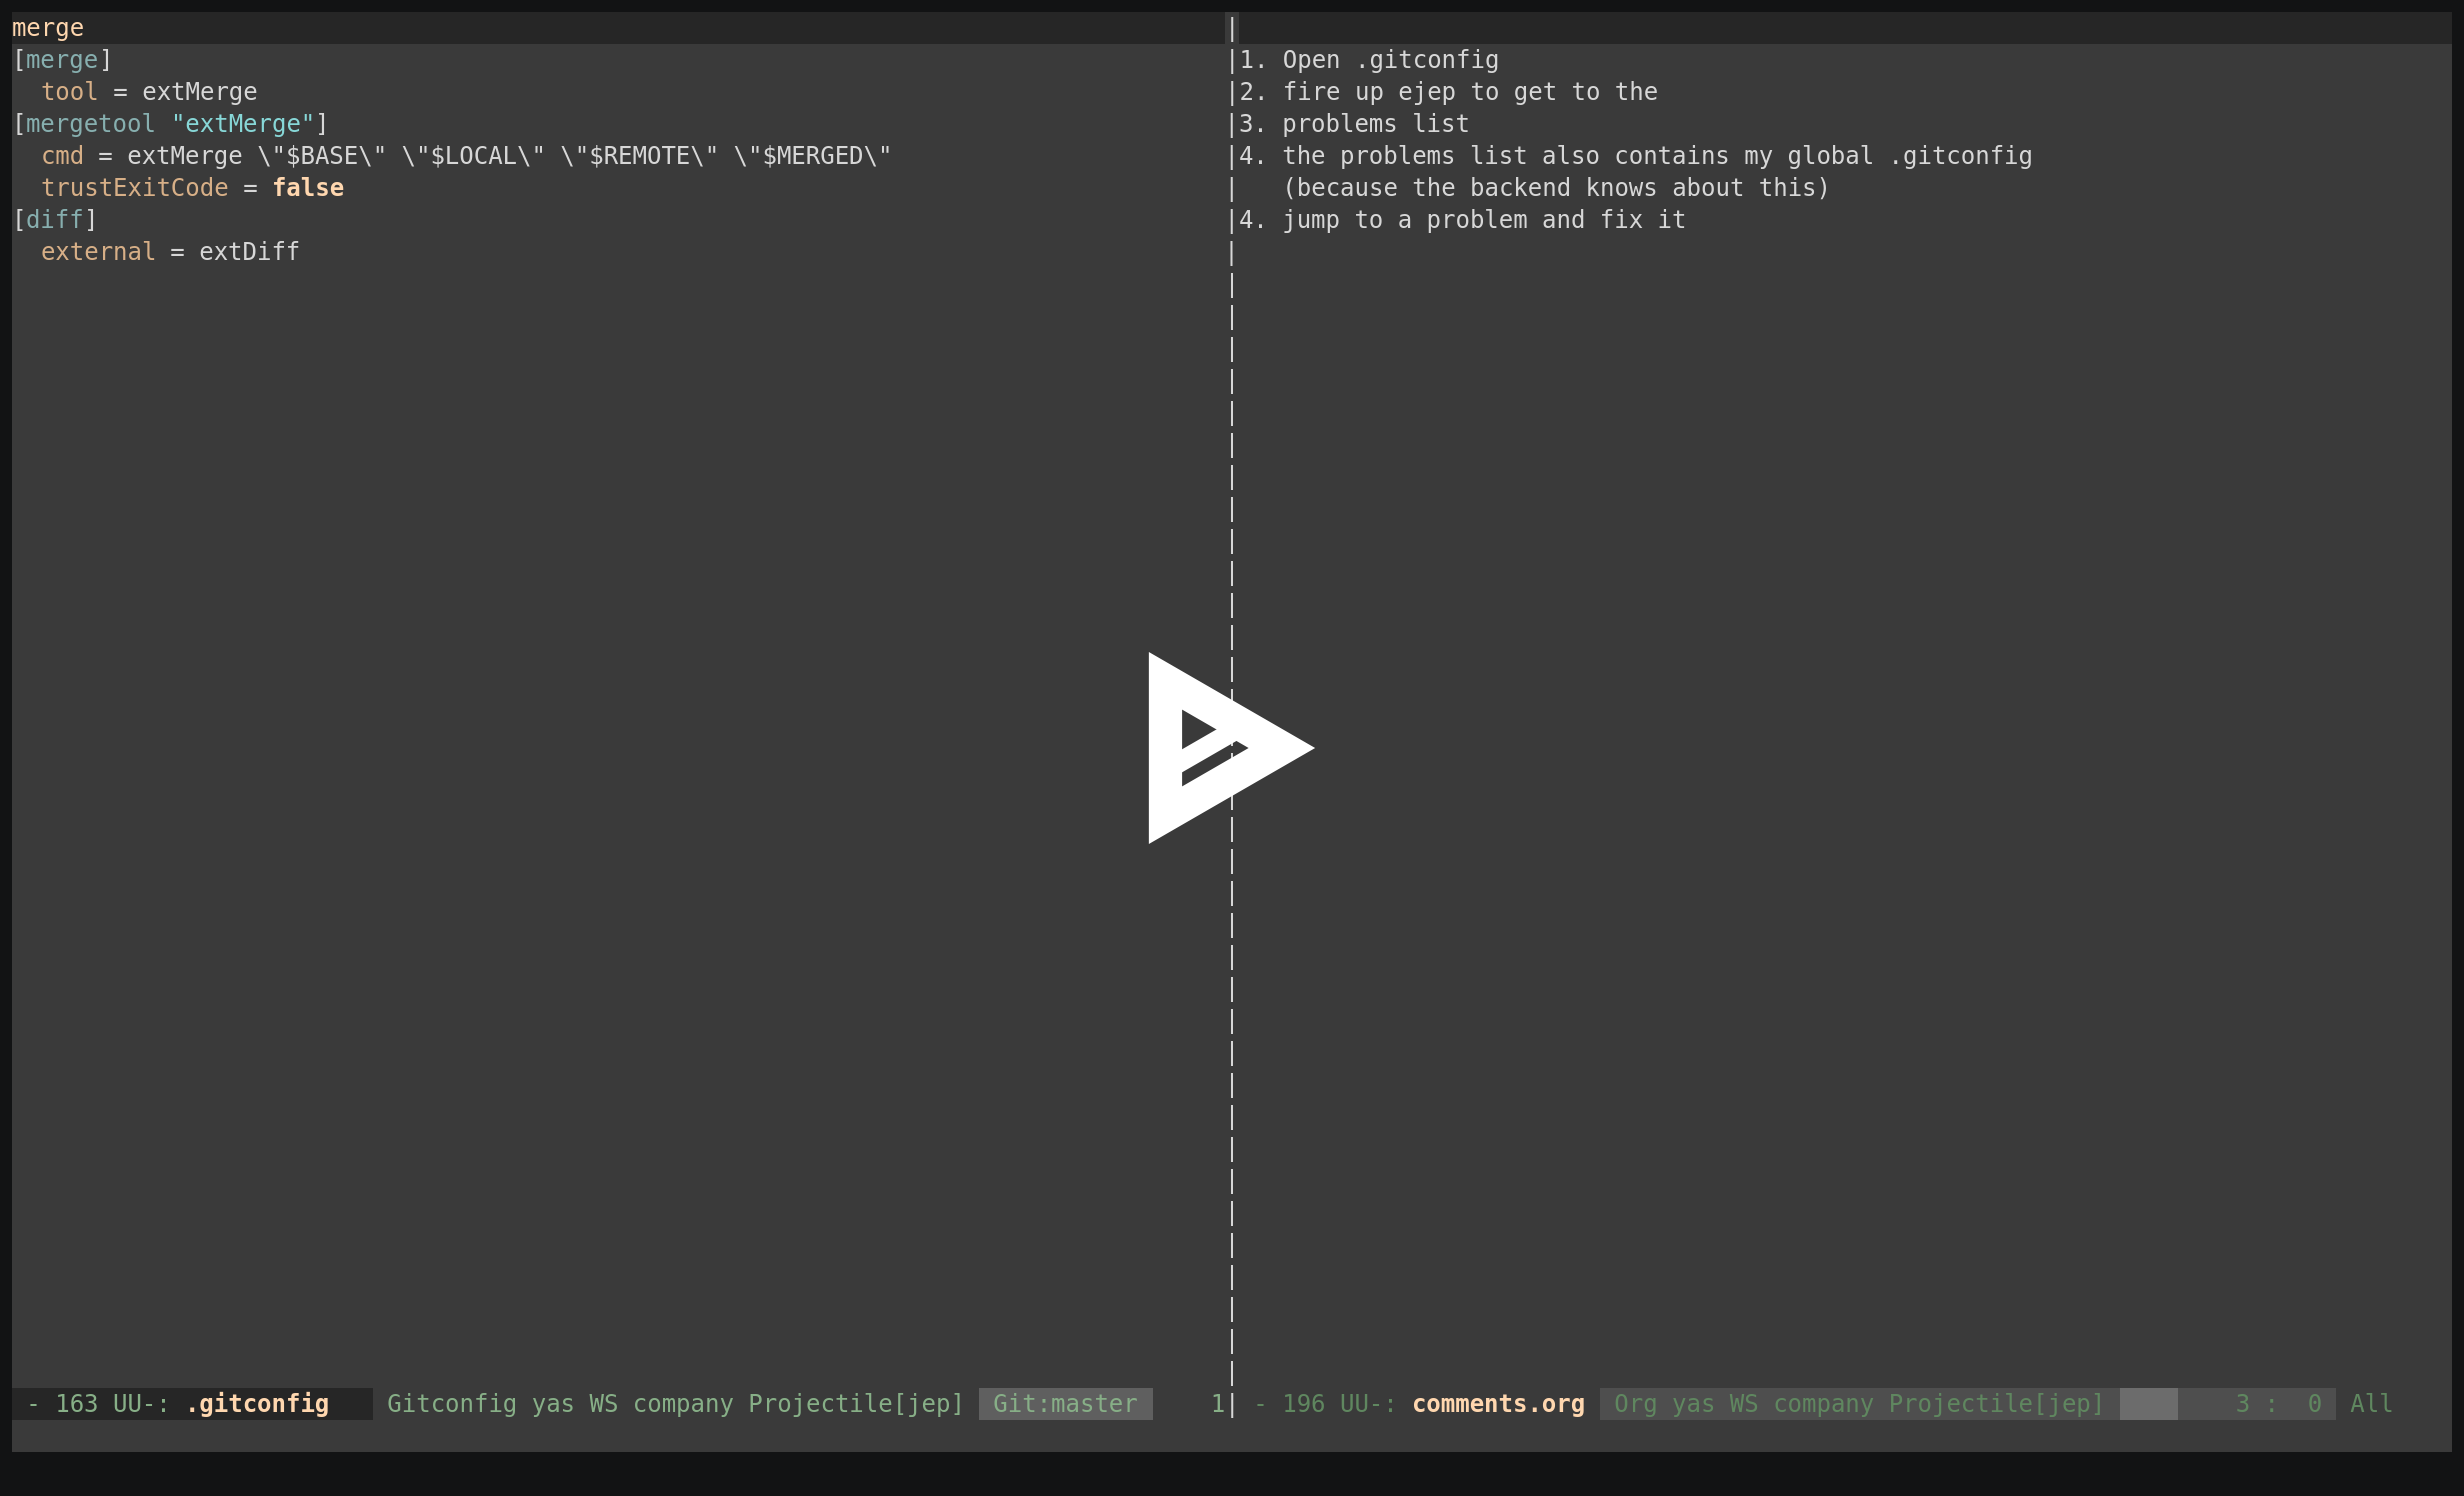 merge
[merge]
  tool = extMerge
[mergetool "extMerge"]
  cmd = extMerge \"$BASE\" \"$LOCAL\" \"$REMOTE\" \"$MERGED\"
  trustExitCode = false
[diff]
  external = extDiff
- 163 UU-: .gitconfig Gitconfig yas WS company Projectile[jep] Git:master 1
1. Open .gitconfig
2. fire up ejep to get to the
3. problems list
4. the problems list also contains my global .gitconfig
   (because the backend knows about this)
4. jump to a problem and fix it
- 196 UU-: comments.org Org yas WS company Projectile[jep] 3 : 0 All